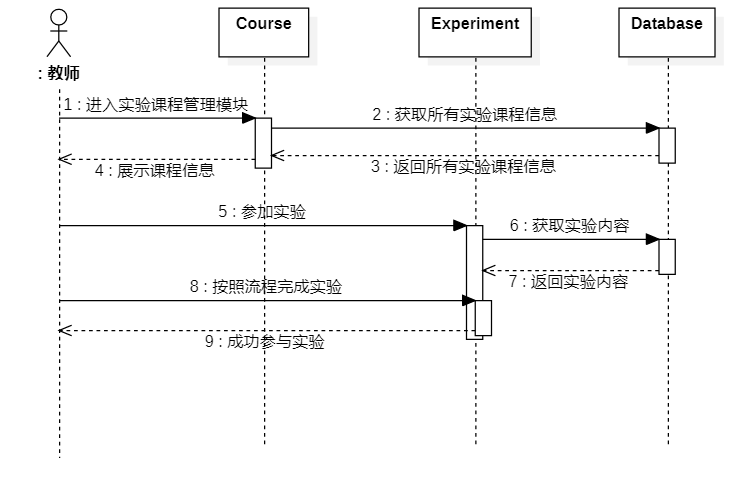 Course
Experiment
Database
: 教师
1 : 进入实验课程管理模块
2 : 获取所有实验课程信息
3 : 返回所有实验课程信息
4 : 展示课程信息
5 : 参加实验
6 : 获取实验内容
7 : 返回实验内容
8 : 按照流程完成实验
9 : 成功参与实验